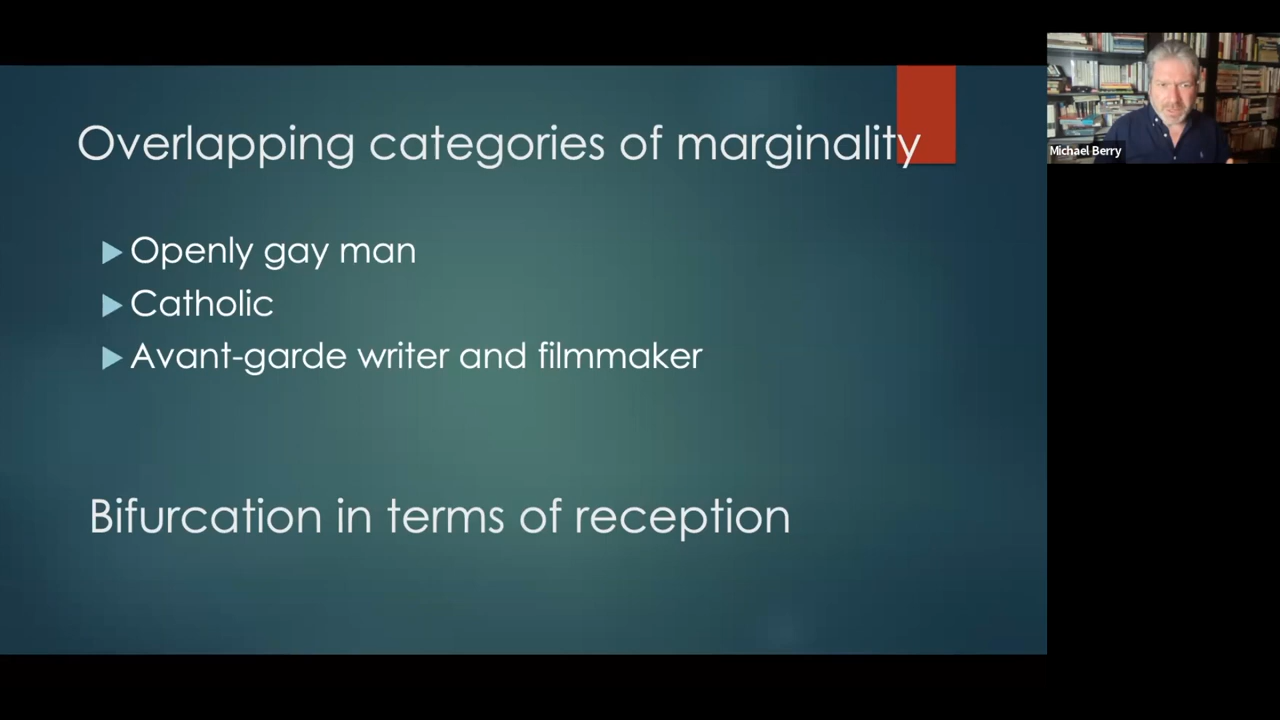 Overlapping categories of marginality
Openly gay man
Catholic
Avant-garde writer and filmmaker
Bifurcation in terms of reception
Michael Berry